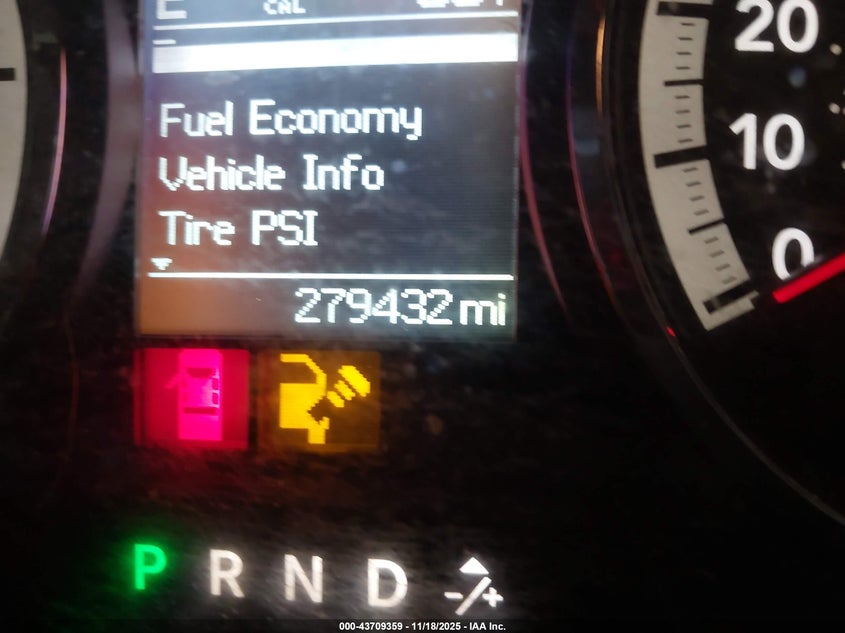 E CAL
Fuel Economy
Vehicle Info
Tire PSI
279432 mi
20
10
0
P R N D -/+
000-43709359 - 11/18/2025 - IAA Inc.